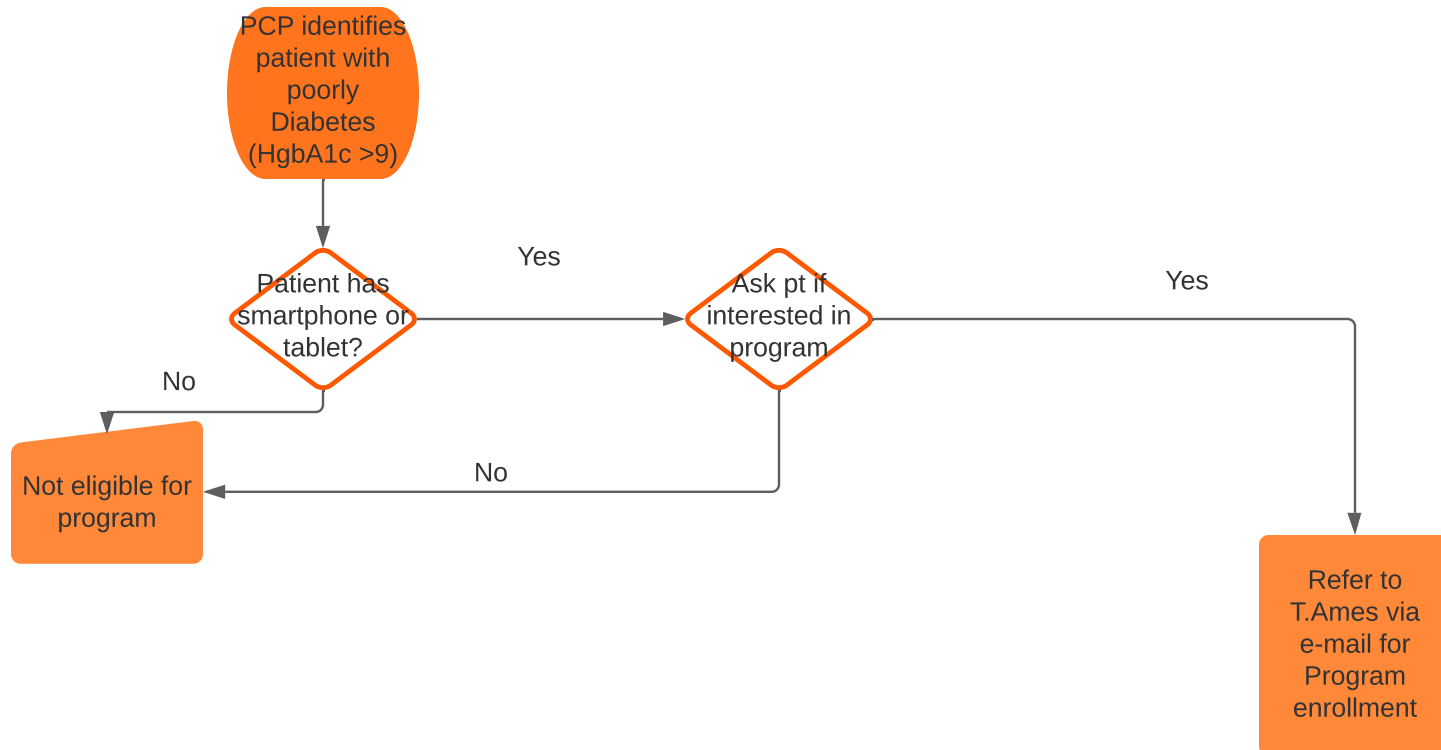 PCP identifies
patient with
poorly
Diabetes
(HgbA1c >9)
Patient has
smartphone or
tablet?
Yes
Ask pt if
interested in
program
Yes
No
No
Not eligible for
program
Refer to
T.Ames via
e-mail for
Program
enrollment